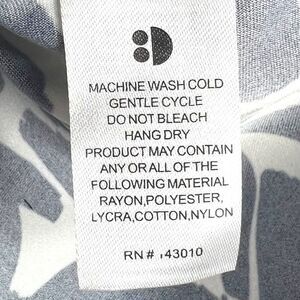 MACHINE WASH COLD
GENTLE CYCLE
DO NOT BLEACH
HANG DRY
PRODUCT MAY CONTAIN
ANY OR ALL OF THE
FOLLOWING MATERIAL
RAYON,POLYESTER,
LYCRA,COTTON,NYLON
RN# 143010